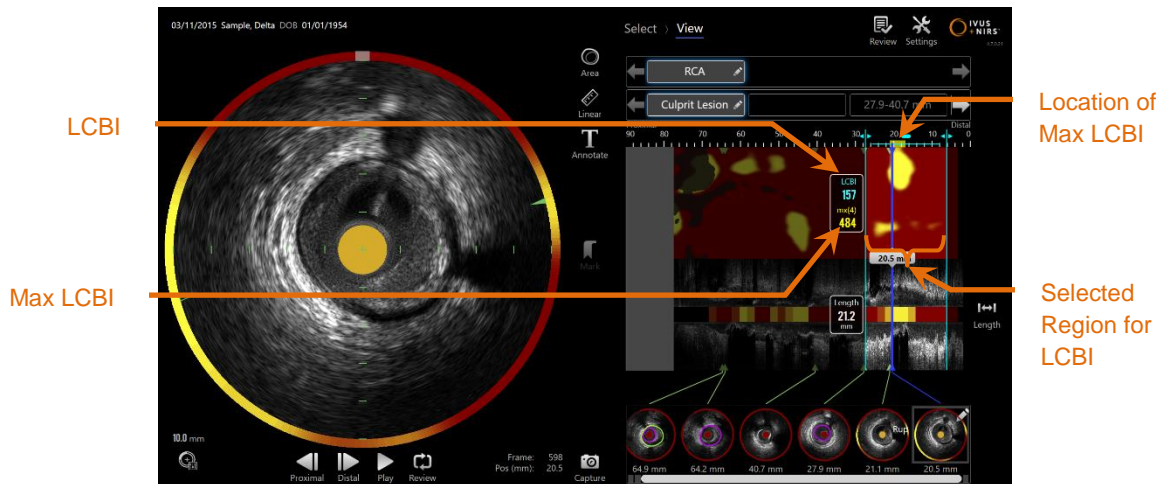 03/11/2015 Sample, Delta DOB 01/01/1954
Select > View
Review
Settings
IVUS
+NIRS
Area
Linear
T
Annotate
Mark
RCA
Culprit Lesion
27.9-40.7 mm
Proximal
Distal
90 80 70 60 50 40 30 20 10 0
LCBI
157
mx(4)
484
20.5 mm
Length
21.2
mm
Length
LCBI
Max LCBI
Location of
Max LCBI
Selected
Region for
LCBI
10.0 mm
Proximal
Distal
Play
Review
Frame: 598
Pos (mm): 20.5
Capture
Rup
64.9 mm
64.2 mm
40.7 mm
27.9 mm
21.1 mm
20.5 mm